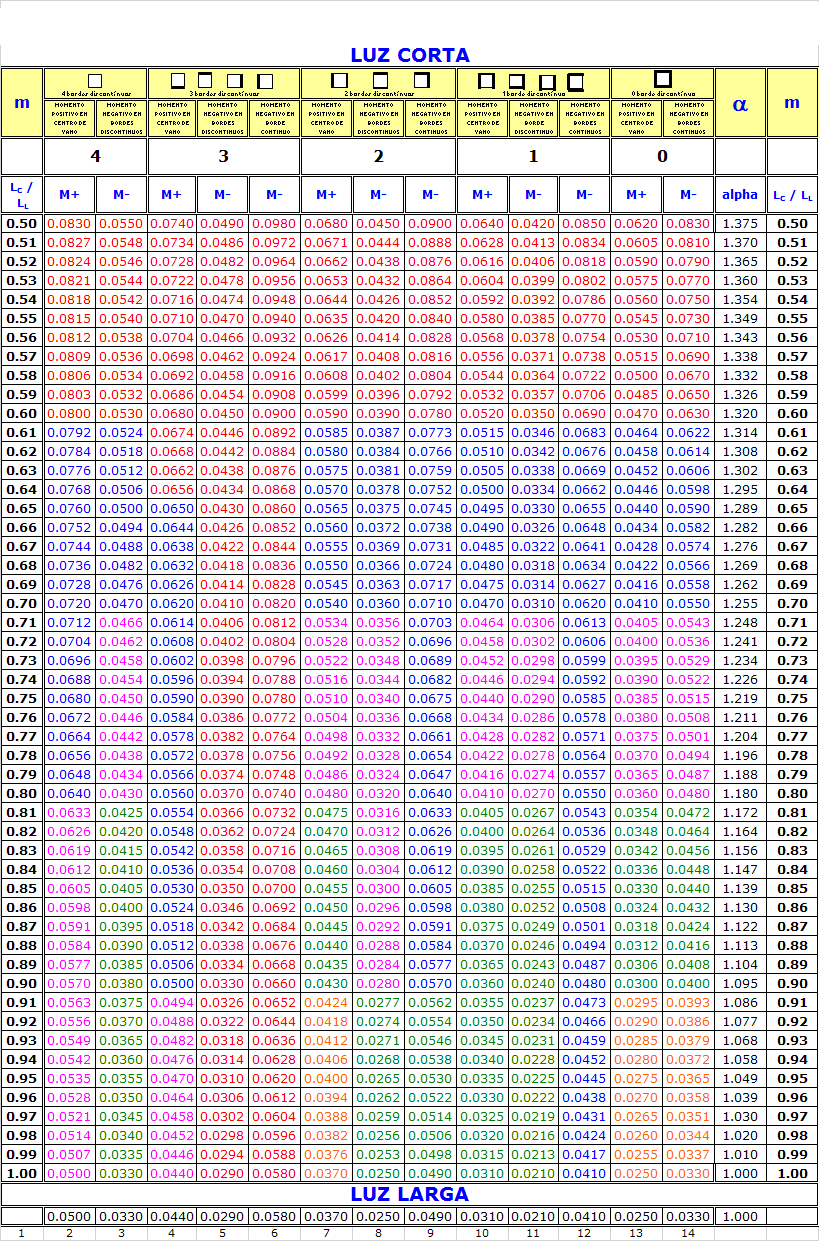 LUZ CORTA
m 4 bordes discontinuos 3 bordes discontinuos 2 bordes discontinuos 1 borde discontinuo 0 borde discontinuo α m
MOMENTO POSITIVO EN CENTRO DE VANO MOMENTO NEGATIVO EN BORDES DISCONTINUOS MOMENTO POSITIVO EN CENTRO DE VANO MOMENTO NEGATIVO EN BORDES DISCONTINUOS MOMENTO NEGATIVO EN BORDE CONTINUO MOMENTO POSITIVO EN CENTRO DE VANO MOMENTO NEGATIVO EN BORDES DISCONTINUOS MOMENTO NEGATIVO EN BORDES CONTINUOS MOMENTO POSITIVO EN CENTRO DE VANO MOMENTO NEGATIVO EN BORDES DISCONTINUOS MOMENTO NEGATIVO EN BORDES CONTINUOS MOMENTO POSITIVO EN CENTRO DE VANO MOMENTO NEGATIVO EN BORDES CONTINUO
4 3 2 1 0
LC / LL M+ M- M+ M- M- M+ M- M- M+ M- M- M+ M- alpha LC / LL
0.50 0.0830 0.0550 0.0740 0.0490 0.0980 0.0680 0.0450 0.0900 0.0640 0.0420 0.0850 0.0620 0.0830 1.375 0.50
0.51 0.0827 0.0548 0.0734 0.0486 0.0972 0.0671 0.0444 0.0888 0.0628 0.0413 0.0834 0.0605 0.0810 1.370 0.51
0.52 0.0824 0.0546 0.0728 0.0482 0.0964 0.0662 0.0438 0.0876 0.0616 0.0406 0.0818 0.0590 0.0790 1.365 0.52
0.53 0.0821 0.0544 0.0722 0.0478 0.0956 0.0653 0.0432 0.0864 0.0604 0.0399 0.0802 0.0575 0.0770 1.360 0.53
0.54 0.0818 0.0542 0.0716 0.0474 0.0948 0.0644 0.0426 0.0852 0.0592 0.0392 0.0786 0.0560 0.0750 1.354 0.54
0.55 0.0815 0.0540 0.0710 0.0470 0.0940 0.0635 0.0420 0.0840 0.0580 0.0385 0.0770 0.0545 0.0730 1.349 0.55
0.56 0.0812 0.0538 0.0704 0.0466 0.0932 0.0626 0.0414 0.0828 0.0568 0.0378 0.0754 0.0530 0.0710 1.343 0.56
0.57 0.0809 0.0536 0.0698 0.0462 0.0924 0.0617 0.0408 0.0816 0.0556 0.0371 0.0738 0.0515 0.0690 1.338 0.57
0.58 0.0806 0.0534 0.0692 0.0458 0.0916 0.0608 0.0402 0.0804 0.0544 0.0364 0.0722 0.0500 0.0670 1.332 0.58
0.59 0.0803 0.0532 0.0686 0.0454 0.0908 0.0599 0.0396 0.0792 0.0532 0.0357 0.0706 0.0485 0.0650 1.326 0.59
0.60 0.0800 0.0530 0.0680 0.0450 0.0900 0.0590 0.0390 0.0780 0.0520 0.0350 0.0690 0.0470 0.0630 1.320 0.60
0.61 0.0792 0.0524 0.0674 0.0446 0.0892 0.0585 0.0387 0.0773 0.0515 0.0346 0.0683 0.0464 0.0622 1.314 0.61
0.62 0.0784 0.0518 0.0668 0.0442 0.0884 0.0580 0.0384 0.0766 0.0510 0.0342 0.0676 0.0458 0.0614 1.308 0.62
0.63 0.0776 0.0512 0.0662 0.0438 0.0876 0.0575 0.0381 0.0759 0.0505 0.0338 0.0669 0.0452 0.0606 1.302 0.63
0.64 0.0768 0.0506 0.0656 0.0434 0.0868 0.0570 0.0378 0.0752 0.0500 0.0334 0.0662 0.0446 0.0598 1.295 0.64
0.65 0.0760 0.0500 0.0650 0.0430 0.0860 0.0565 0.0375 0.0745 0.0495 0.0330 0.0655 0.0440 0.0590 1.289 0.65
0.66 0.0752 0.0494 0.0644 0.0426 0.0852 0.0560 0.0372 0.0738 0.0490 0.0326 0.0648 0.0434 0.0582 1.282 0.66
0.67 0.0744 0.0488 0.0638 0.0422 0.0844 0.0555 0.0369 0.0731 0.0485 0.0322 0.0641 0.0428 0.0574 1.276 0.67
0.68 0.0736 0.0482 0.0632 0.0418 0.0836 0.0550 0.0366 0.0724 0.0480 0.0318 0.0634 0.0422 0.0566 1.269 0.68
0.69 0.0728 0.0476 0.0626 0.0414 0.0828 0.0545 0.0363 0.0717 0.0475 0.0314 0.0627 0.0416 0.0558 1.262 0.69
0.70 0.0720 0.0470 0.0620 0.0410 0.0820 0.0540 0.0360 0.0710 0.0470 0.0310 0.0620 0.0410 0.0550 1.255 0.70
0.71 0.0712 0.0466 0.0614 0.0406 0.0812 0.0534 0.0356 0.0703 0.0464 0.0306 0.0613 0.0405 0.0543 1.248 0.71
0.72 0.0704 0.0462 0.0608 0.0402 0.0804 0.0528 0.0352 0.0696 0.0458 0.0302 0.0606 0.0400 0.0536 1.241 0.72
0.73 0.0696 0.0458 0.0602 0.0398 0.0796 0.0522 0.0348 0.0689 0.0452 0.0298 0.0599 0.0395 0.0529 1.234 0.73
0.74 0.0688 0.0454 0.0596 0.0394 0.0788 0.0516 0.0344 0.0682 0.0446 0.0294 0.0592 0.0390 0.0522 1.226 0.74
0.75 0.0680 0.0450 0.0590 0.0390 0.0780 0.0510 0.0340 0.0675 0.0440 0.0290 0.0585 0.0385 0.0515 1.219 0.75
0.76 0.0672 0.0446 0.0584 0.0386 0.0772 0.0504 0.0336 0.0668 0.0434 0.0286 0.0578 0.0380 0.0508 1.211 0.76
0.77 0.0664 0.0442 0.0578 0.0382 0.0764 0.0498 0.0332 0.0661 0.0428 0.0282 0.0571 0.0375 0.0501 1.204 0.77
0.78 0.0656 0.0438 0.0572 0.0378 0.0756 0.0492 0.0328 0.0654 0.0422 0.0278 0.0564 0.0370 0.0494 1.196 0.78
0.79 0.0648 0.0434 0.0566 0.0374 0.0748 0.0486 0.0324 0.0647 0.0416 0.0274 0.0557 0.0365 0.0487 1.188 0.79
0.80 0.0640 0.0430 0.0560 0.0370 0.0740 0.0480 0.0320 0.0640 0.0410 0.0270 0.0550 0.0360 0.0480 1.180 0.80
0.81 0.0633 0.0425 0.0554 0.0366 0.0732 0.0475 0.0316 0.0633 0.0405 0.0267 0.0543 0.0354 0.0472 1.172 0.81
0.82 0.0626 0.0420 0.0548 0.0362 0.0724 0.0470 0.0312 0.0626 0.0400 0.0264 0.0536 0.0348 0.0464 1.164 0.82
0.83 0.0619 0.0415 0.0542 0.0358 0.0716 0.0465 0.0308 0.0619 0.0395 0.0261 0.0529 0.0342 0.0456 1.156 0.83
0.84 0.0612 0.0410 0.0536 0.0354 0.0708 0.0460 0.0304 0.0612 0.0390 0.0258 0.0522 0.0336 0.0448 1.147 0.84
0.85 0.0605 0.0405 0.0530 0.0350 0.0700 0.0455 0.0300 0.0605 0.0385 0.0255 0.0515 0.0330 0.0440 1.139 0.85
0.86 0.0598 0.0400 0.0524 0.0346 0.0692 0.0450 0.0296 0.0598 0.0380 0.0252 0.0508 0.0324 0.0432 1.130 0.86
0.87 0.0591 0.0395 0.0518 0.0342 0.0684 0.0445 0.0292 0.0591 0.0375 0.0249 0.0501 0.0318 0.0424 1.122 0.87
0.88 0.0584 0.0390 0.0512 0.0338 0.0676 0.0440 0.0288 0.0584 0.0370 0.0246 0.0494 0.0312 0.0416 1.113 0.88
0.89 0.0577 0.0385 0.0506 0.0334 0.0668 0.0435 0.0284 0.0577 0.0365 0.0243 0.0487 0.0306 0.0408 1.104 0.89
0.90 0.0570 0.0380 0.0500 0.0330 0.0660 0.0430 0.0280 0.0570 0.0360 0.0240 0.0480 0.0300 0.0400 1.095 0.90
0.91 0.0563 0.0375 0.0494 0.0326 0.0652 0.0424 0.0277 0.0562 0.0355 0.0237 0.0473 0.0295 0.0393 1.086 0.91
0.92 0.0556 0.0370 0.0488 0.0322 0.0644 0.0418 0.0274 0.0554 0.0350 0.0234 0.0466 0.0290 0.0386 1.077 0.92
0.93 0.0549 0.0365 0.0482 0.0318 0.0636 0.0412 0.0271 0.0546 0.0345 0.0231 0.0459 0.0285 0.0379 1.068 0.93
0.94 0.0542 0.0360 0.0476 0.0314 0.0628 0.0406 0.0268 0.0538 0.0340 0.0228 0.0452 0.0280 0.0372 1.058 0.94
0.95 0.0535 0.0355 0.0470 0.0310 0.0620 0.0400 0.0265 0.0530 0.0335 0.0225 0.0445 0.0275 0.0365 1.049 0.95
0.96 0.0528 0.0350 0.0464 0.0306 0.0612 0.0394 0.0262 0.0522 0.0330 0.0222 0.0438 0.0270 0.0358 1.039 0.96
0.97 0.0521 0.0345 0.0458 0.0302 0.0604 0.0388 0.0259 0.0514 0.0325 0.0219 0.0431 0.0265 0.0351 1.030 0.97
0.98 0.0514 0.0340 0.0452 0.0298 0.0596 0.0382 0.0256 0.0506 0.0320 0.0216 0.0424 0.0260 0.0344 1.020 0.98
0.99 0.0507 0.0335 0.0446 0.0294 0.0588 0.0376 0.0253 0.0498 0.0315 0.0213 0.0417 0.0255 0.0337 1.010 0.99
1.00 0.0500 0.0330 0.0440 0.0290 0.0580 0.0370 0.0250 0.0490 0.0310 0.0210 0.0410 0.0250 0.0330 1.000 1.00
LUZ LARGA
0.0500 0.0330 0.0440 0.0290 0.0580 0.0370 0.0250 0.0490 0.0310 0.0210 0.0410 0.0250 0.0330 1.000
1 2 3 4 5 6 7 8 9 10 11 12 13 14